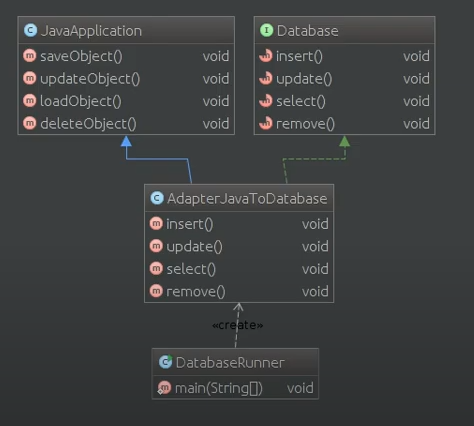 JavaApplication
saveObject() void
updateObject() void
loadObject() void
deleteObject() void
Database
insert() void
update() void
select() void
remove() void
AdapterJavaToDatabase
insert() void
update() void
select() void
remove() void
«create»
DatabaseRunner
main(String[]) void